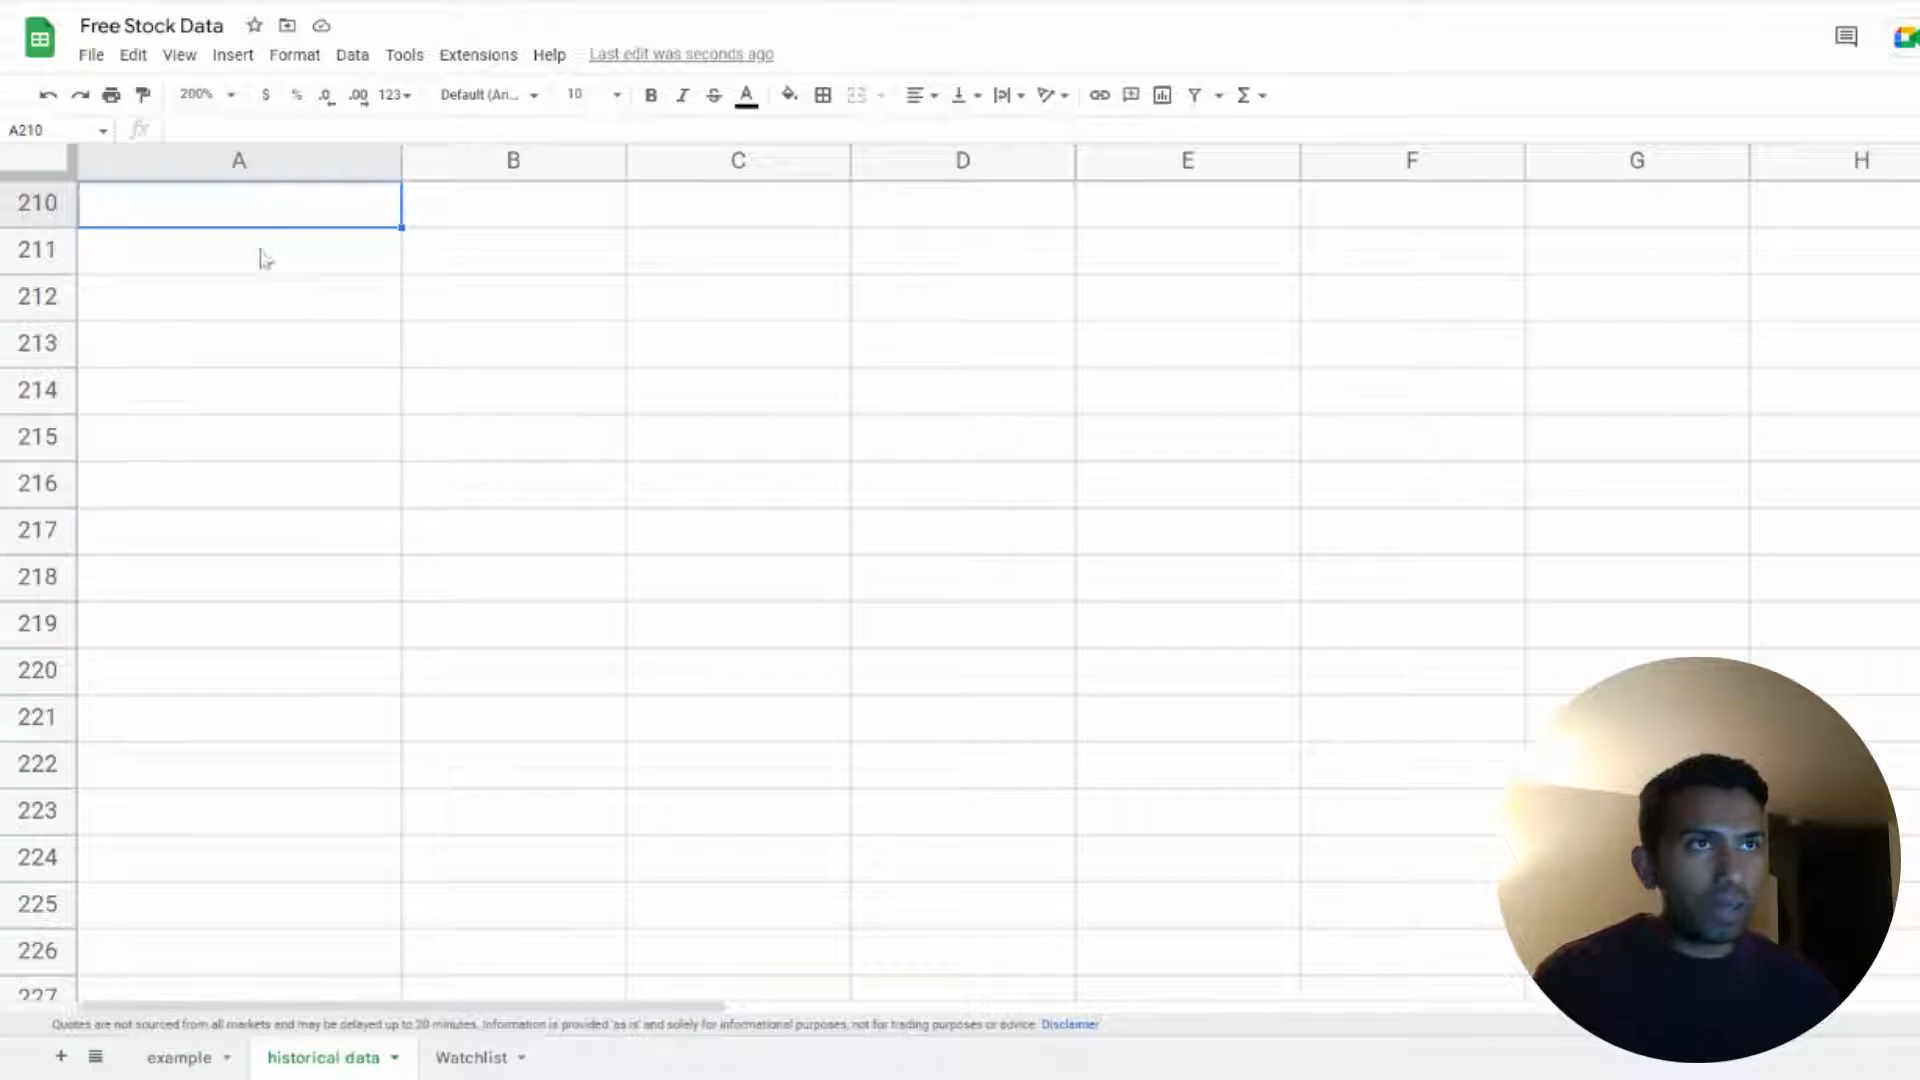 Free Stock Data
File Edit View Insert Format Data Tools Extensions Help Last edit was seconds ago
200% $ % .0 .00 123 Default (Ari... 10 B I S A Σ
A210 fx
A B C D E F G H
210
211
212
213
214
215
216
217
218
219
220
221
222
223
224
225
226
227
Quotes are not sourced from all markets and may be delayed up to 20 minutes. Information is provided 'as is' and solely for informational purposes, not for trading purposes or advice. Disclaimer
+ example historical data Watchlist